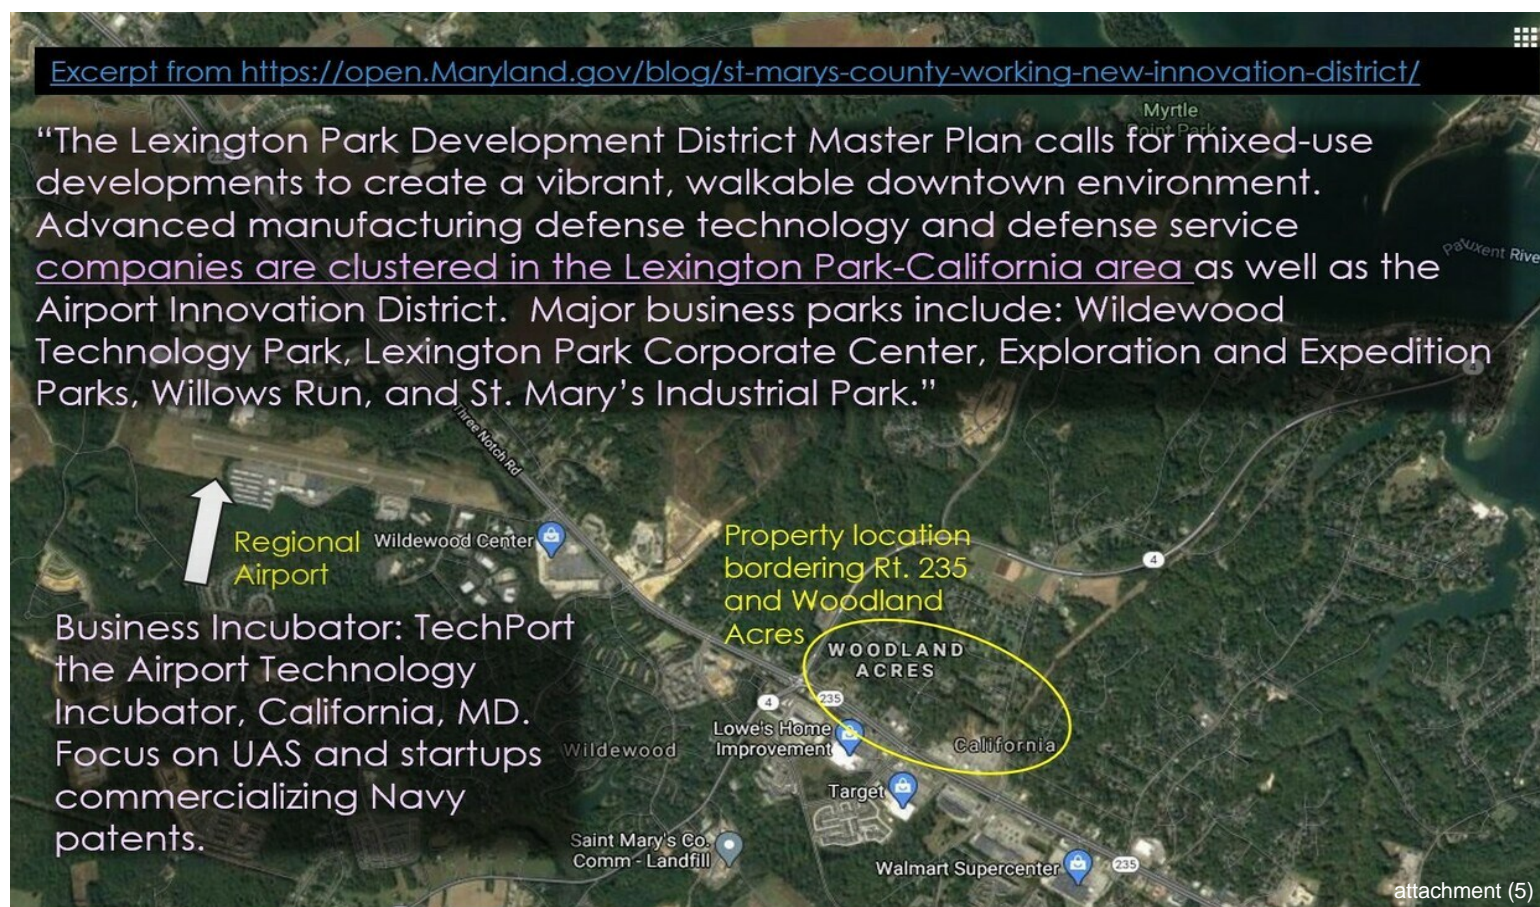 Excerpt from https://open.Maryland.gov/blog/st-marys-county-working-new-innovation-district/
Myrtle
Point Park
“The Lexington Park Development District Master Plan calls for mixed-use
developments to create a vibrant, walkable downtown environment.
Advanced manufacturing defense technology and defense service
companies are clustered in the Lexington Park-California area as well as the
Airport Innovation District.  Major business parks include: Wildewood
Technology Park, Lexington Park Corporate Center, Exploration and Expedition
Parks, Willows Run, and St. Mary’s Industrial Park.”
Patuxent Rive
4
Three Notch Rd
Regional
Airport
Wildewood Center
Property location
bordering Rt. 235
and Woodland
Acres
4
WOODLAND
ACRES
Business Incubator: TechPort
the Airport Technology
Incubator, California, MD.
Focus on UAS and startups
commercializing Navy
patents.
4
235
Lowe's Home
Improvement
Wildewood
California
Target
Saint Mary's Co.
Comm - Landfill
Walmart Supercenter
235
attachment (5)